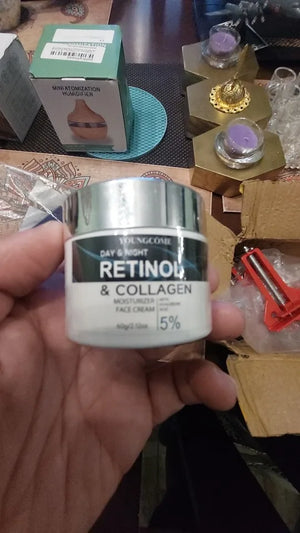 MINI ATOMIZATION
HUMIDIFIER
YOUNGCOME
DAY & NIGHT
RETINOL
& COLLAGEN
MOISTURIZER
FACE CREAM
60g/2.12oz
5%